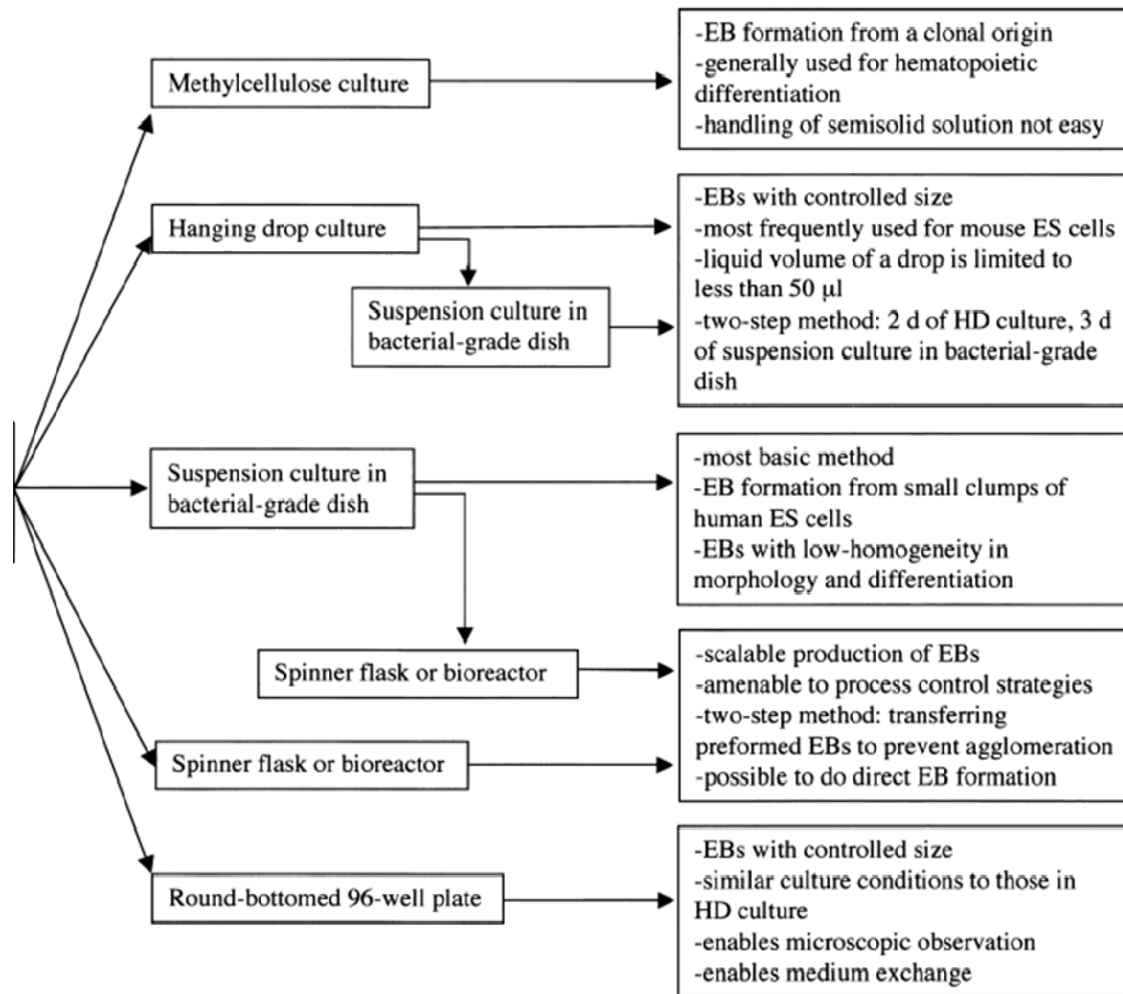 Methylcellulose culture
-EB formation from a clonal origin
-generally used for hematopoietic
differentiation
-handling of semisolid solution not easy
Hanging drop culture
Suspension culture in
bacterial-grade dish
-EBs with controlled size
-most frequently used for mouse ES cells
-liquid volume of a drop is limited to
less than 50 μl
-two-step method: 2 d of HD culture, 3 d
of suspension culture in bacterial-grade
dish
Suspension culture in
bacterial-grade dish
-most basic method
-EB formation from small clumps of
human ES cells
-EBs with low-homogeneity in
morphology and differentiation
Spinner flask or bioreactor
Spinner flask or bioreactor
-scalable production of EBs
-amenable to process control strategies
-two-step method: transferring
preformed EBs to prevent agglomeration
-possible to do direct EB formation
Round-bottomed 96-well plate
-EBs with controlled size
-similar culture conditions to those in
HD culture
-enables microscopic observation
-enables medium exchange